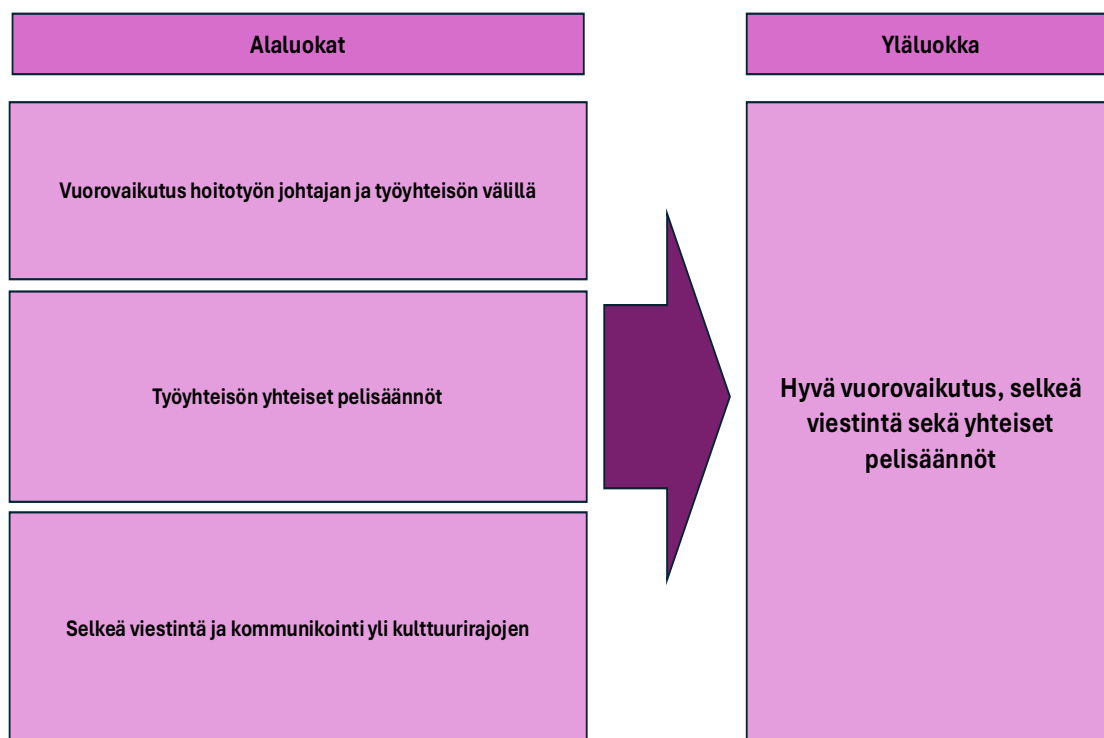 Alaluokat
Yläluokka
Vuorovaikutus hoitotyön johtajan ja työyhteisön välillä
Työyhteisön yhteiset pelisäännöt
Selkeä viestintä ja kommunikointi yli kulttuurirajojen
Hyvä vuorovaikutus, selkeä
viestintä sekä yhteiset
pelisäännöt